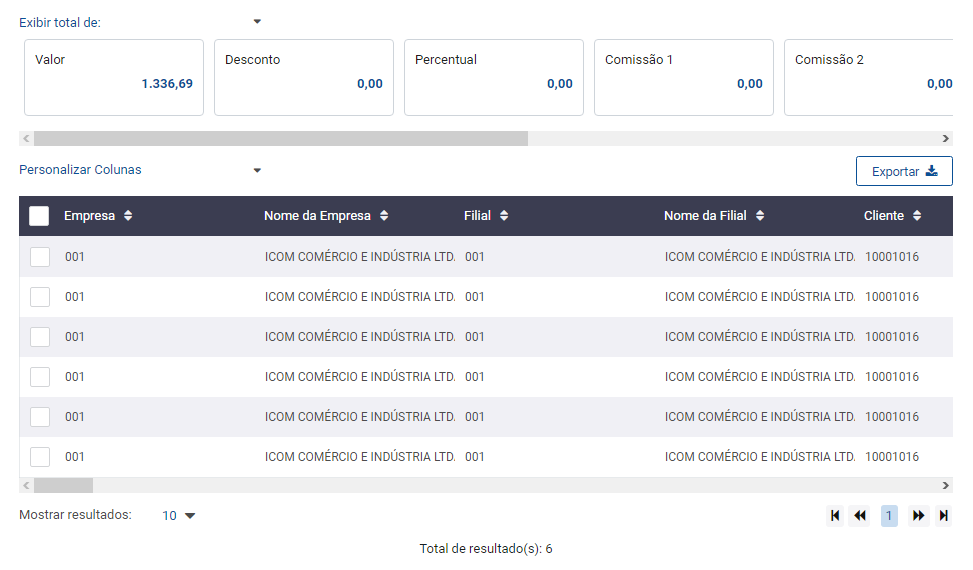 Exibir total de:
Valor Desconto Percentual Comissão 1 Comissão 2
1.336,69 0,00 0,00 0,00 0,00
Personalizar Colunas Exportar
Empresa Nome da Empresa Filial Nome da Filial Cliente
001 ICOM COMÉRCIO E INDÚSTRIA LTD. 001 ICOM COMÉRCIO E INDÚSTRIA LTD. 10001016
001 ICOM COMÉRCIO E INDÚSTRIA LTD. 001 ICOM COMÉRCIO E INDÚSTRIA LTD. 10001016
001 ICOM COMÉRCIO E INDÚSTRIA LTD. 001 ICOM COMÉRCIO E INDÚSTRIA LTD. 10001016
001 ICOM COMÉRCIO E INDÚSTRIA LTD. 001 ICOM COMÉRCIO E INDÚSTRIA LTD. 10001016
001 ICOM COMÉRCIO E INDÚSTRIA LTD. 001 ICOM COMÉRCIO E INDÚSTRIA LTD. 10001016
001 ICOM COMÉRCIO E INDÚSTRIA LTD. 001 ICOM COMÉRCIO E INDÚSTRIA LTD. 10001016
Mostrar resultados: 10 1
Total de resultado(s): 6